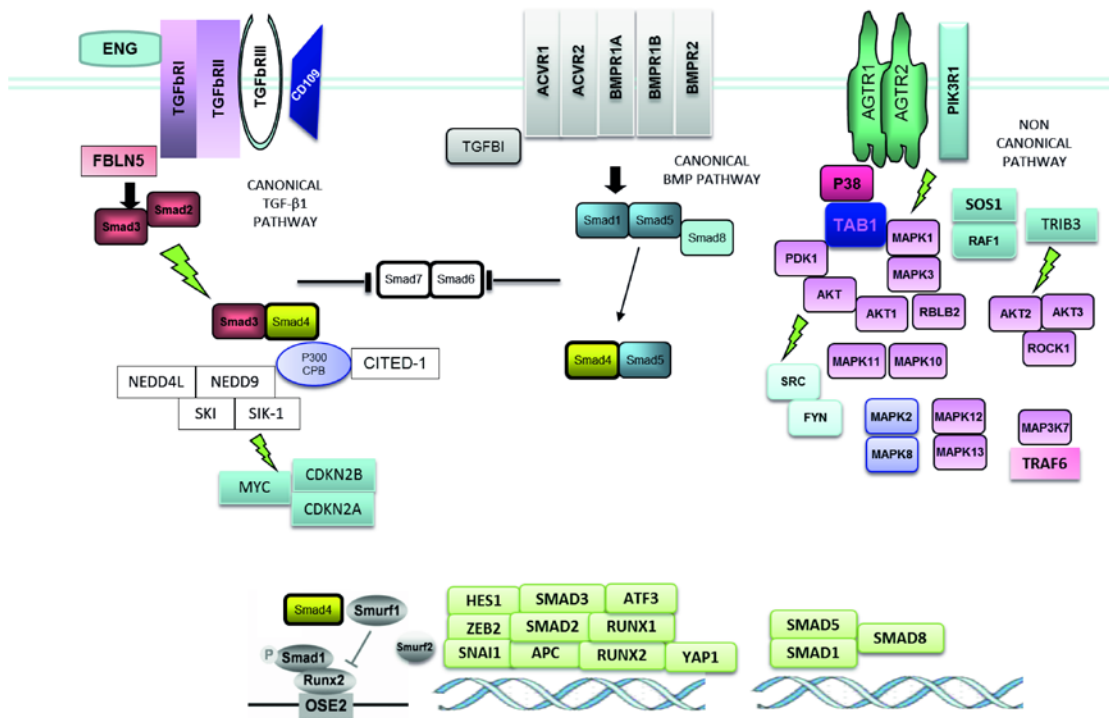 ENG
TGFbRI
TGFbRII
TGFbRIII
CD109
FBLN5
Smad3
Smad2
CANONICAL
TGF-β1
PATHWAY
Smad3
Smad4
P300
CPB
CITED-1
NEDD4L
NEDD9
SKI
SIK-1
MYC
CDKN2B
CDKN2A
Smad7
Smad6
ACVR1
ACVR2
BMPR1A
BMPR1B
BMPR2
TGFBI
CANONICAL
BMP PATHWAY
Smad1
Smad5
Smad8
Smad4
Smad5
AGTR1
AGTR2
PIK3R1
NON
CANONICAL
PATHWAY
P38
TAB1
MAPK1
MAPK3
PDK1
AKT
AKT1
RBLB2
SOS1
RAF1
TRIB3
AKT2
AKT3
ROCK1
MAPK11
MAPK10
SRC
FYN
MAPK2
MAPK8
MAPK12
MAPK13
MAP3K7
TRAF6
Smad4
Smurf1
Smurf2
P
Smad1
Runx2
OSE2
HES1
SMAD3
ATF3
ZEB2
SMAD2
RUNX1
SNAI1
APC
RUNX2
YAP1
SMAD5
SMAD8
SMAD1